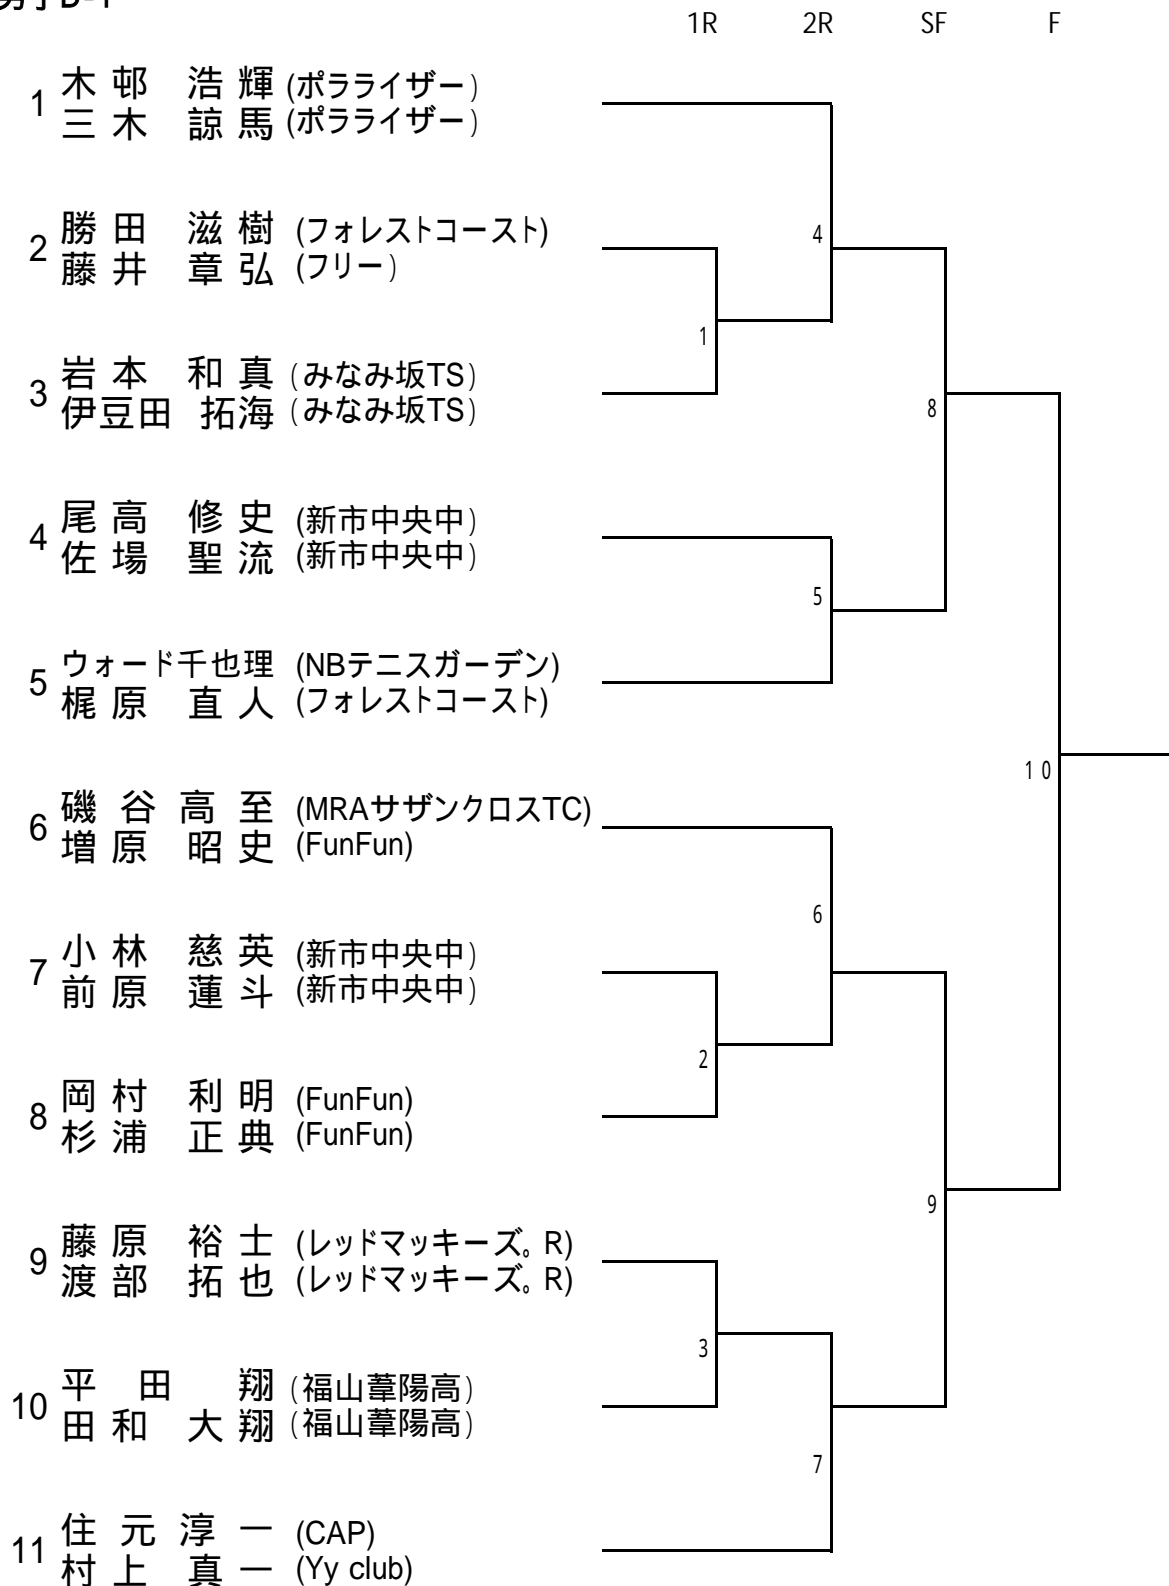 1R 2R SF F
1 木邨 浩輝 (ポラライザー)
三木 諒馬 (ポラライザー)
2 勝田 滋樹 (フォレストコースト)
藤井 章弘 (フリー)
4
1
3 岩本 和真 (みなみ坂TS)
伊豆田 拓海 (みなみ坂TS)
8
4 尾高 修史 (新市中央中)
佐場 聖流 (新市中央中)
5
5 ウォード千也理 (NBテニスガーデン)
梶原 直人 (フォレストコースト)
10
6 磯谷高至 (MRAサザンクロスTC)
増原 昭史 (FunFun)
6
7 小林 慈英 (新市中央中)
前原 蓮斗 (新市中央中)
2
8 岡村 利明 (FunFun)
杉浦 正典 (FunFun)
9
9 藤原 裕士 (レッドマッキーズ。R)
渡部 拓也 (レッドマッキーズ。R)
3
10 平田 翔 (福山葦陽高)
田和 大翔 (福山葦陽高)
7
11 住元淳一 (CAP)
村上 真一 (Yy club)